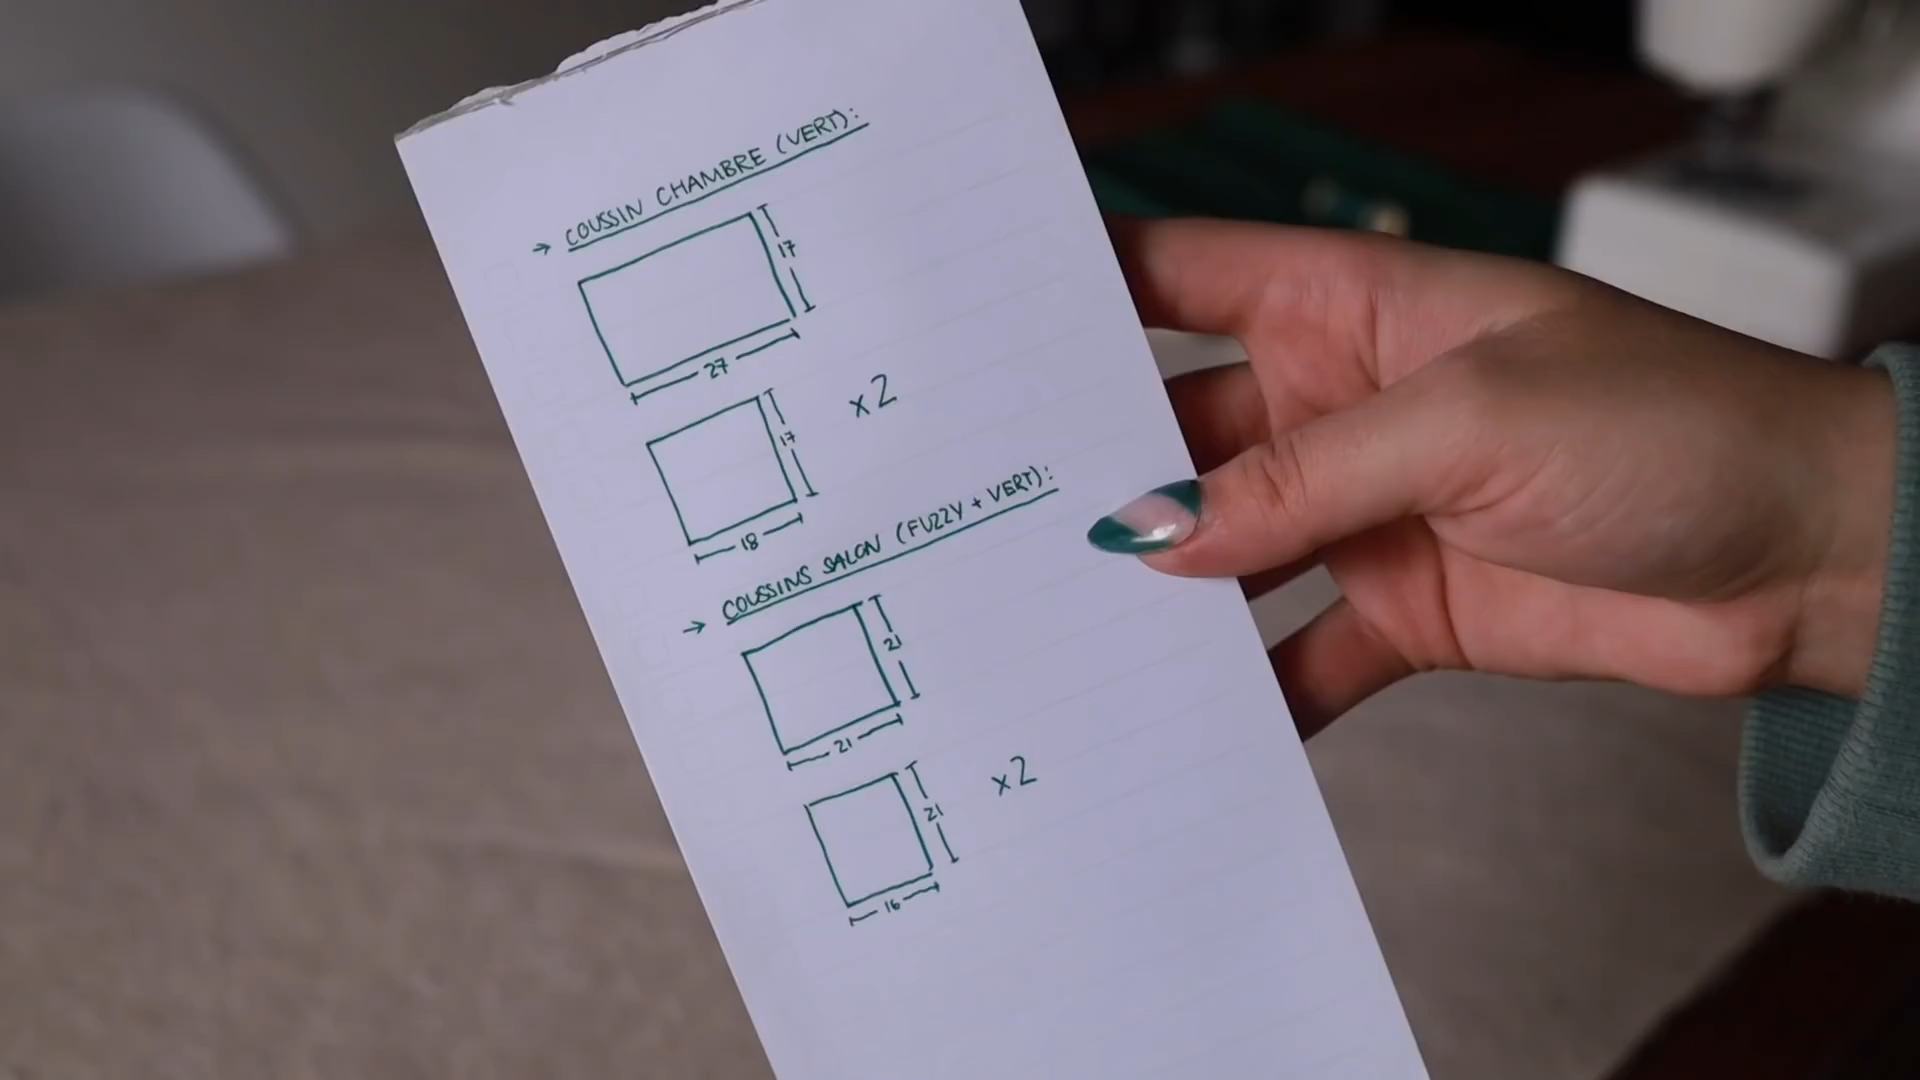 → COUSSIN CHAMBRE (VERT):
17
27
17
x2
18
→ COUSSINS SALON (FUZZY + VERT):
21
21
21
x2
16